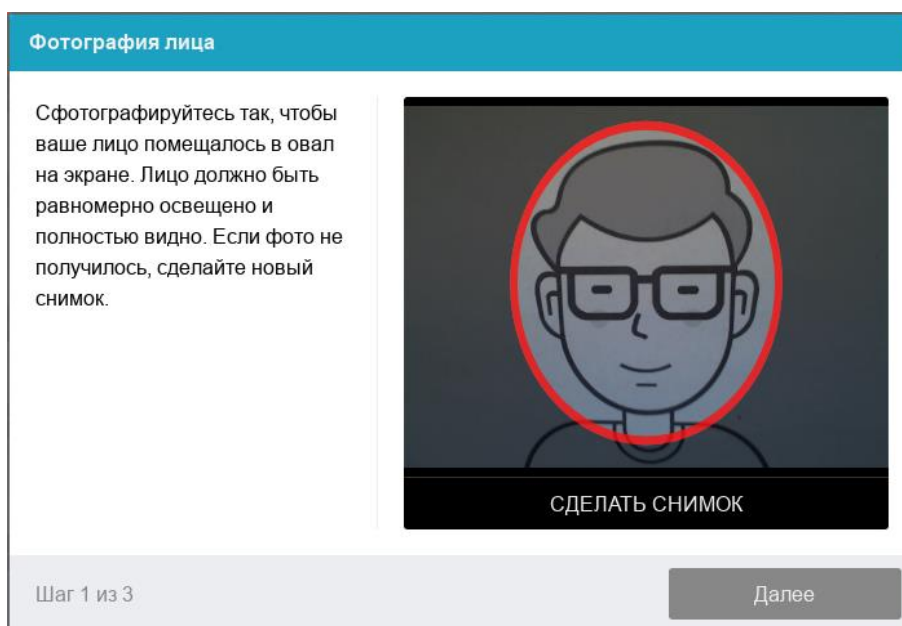 Фотография лица
Сфотографируйтесь так, чтобы
ваше лицо помещалось в овал
на экране. Лицо должно быть
равномерно освещено и
полностью видно. Если фото не
получилось, сделайте новый
снимок.
СДЕЛАТЬ СНИМОК
Шаг 1 из 3
Далее